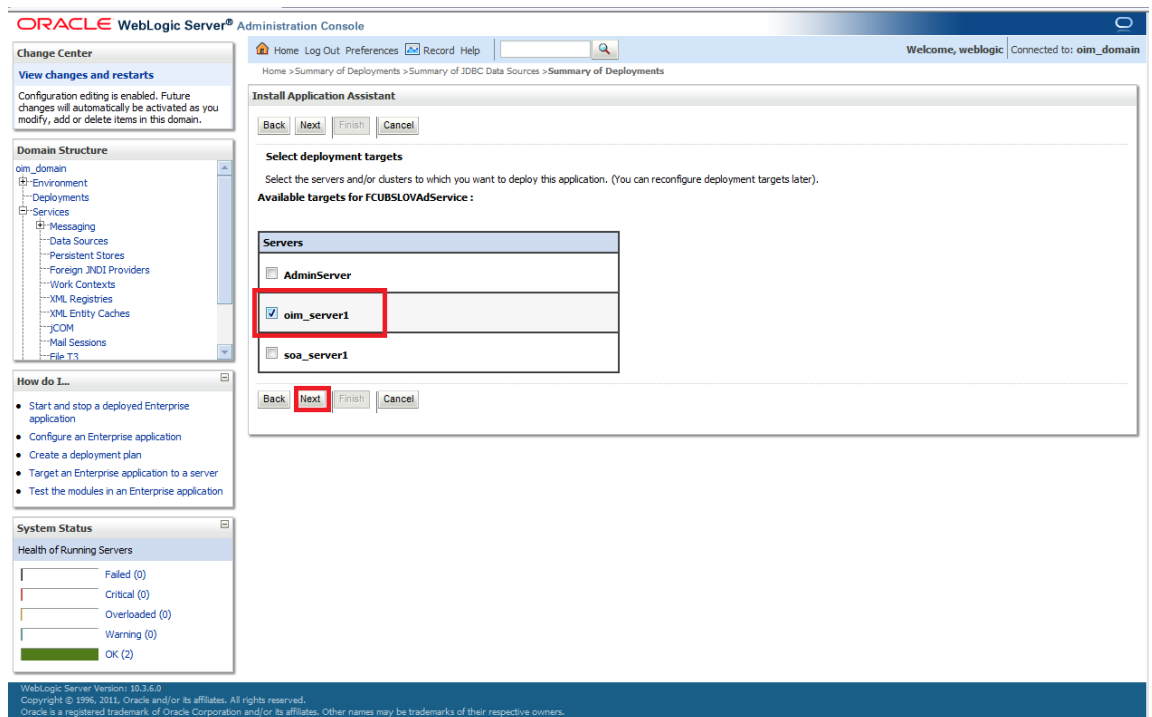 ORACLE WebLogic Server® Administration Console
Change Center
View changes and restarts
Configuration editing is enabled. Future
changes will automatically be activated as you
modify, add or delete items in this domain.
Domain Structure
oim_domain
Environment
Deployments
Services
Messaging
Data Sources
Persistent Stores
Foreign JNDI Providers
Work Contexts
XML Registries
XML Entity Caches
jCOM
Mail Sessions
File T3
How do I...
Start and stop a deployed Enterprise
application
Configure an Enterprise application
Create a deployment plan
Target an Enterprise application to a server
Test the modules in an Enterprise application
System Status
Health of Running Servers
Failed (0)
Critical (0)
Overloaded (0)
Warning (0)
OK (2)
Home Log Out Preferences Record Help
Welcome, weblogic Connected to: oim_domain
Home >Summary of Deployments >Summary of JDBC Data Sources >Summary of Deployments
Install Application Assistant
Back Next Finish Cancel
Select deployment targets
Select the servers and/or clusters to which you want to deploy this application. (You can reconfigure deployment targets later).
Available targets for FCUBSLOVAdService :
Servers
AdminServer
oim_server1
soa_server1
Back Next Finish Cancel
WebLogic Server Version: 10.3.6.0
Copyright © 1996, 2011, Oracle and/or its affiliates. All rights reserved.
Oracle is a registered trademark of Oracle Corporation and/or its affiliates. Other names may be trademarks of their respective owners.